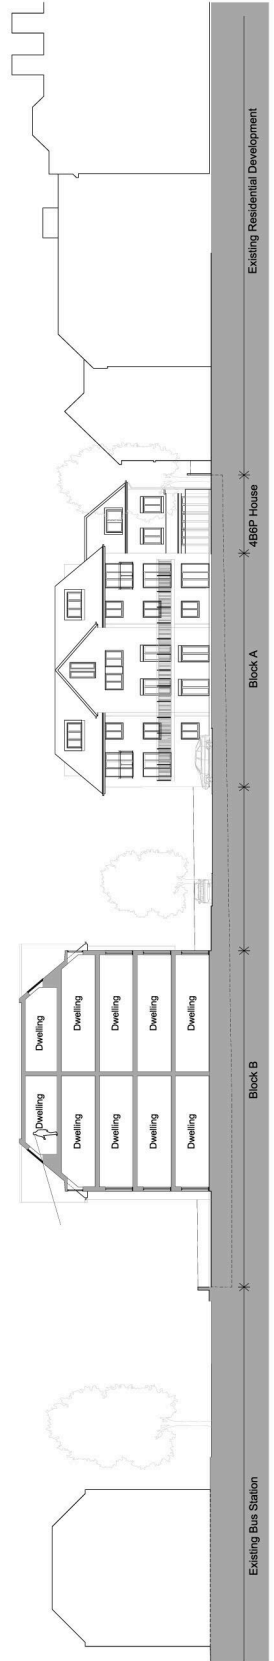 Dwelling
Dwelling
Dwelling
Dwelling
Dwelling
Dwelling
Dwelling
Dwelling
Dwelling
Dwelling
Existing Bus Station
Block B
Block A
4B6P House
Existing Residential Development